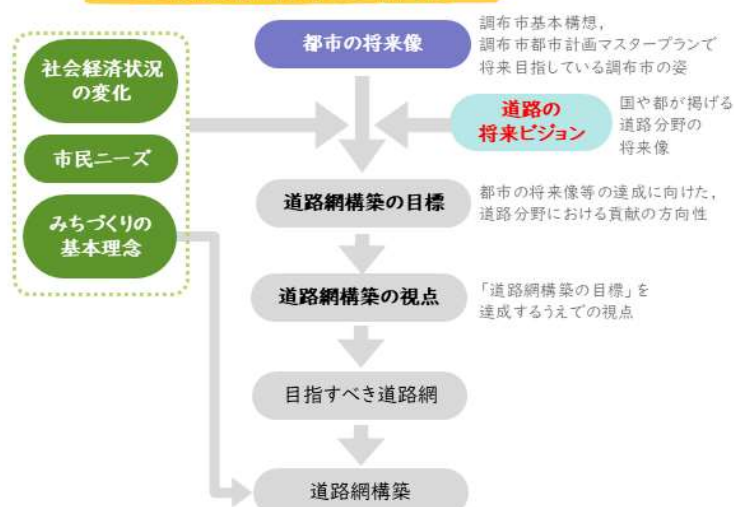 都市の将来像
調布市基本構想，
調布市都市計画マスタープランで
将来目指している調布市の姿
社会経済状況
の変化
道路の
将来ビジョン
国や都が掲げる
道路分野の
将来像
市民ニーズ
みちづくりの
基本理念
道路網構築の目標
都市の将来像等の達成に向けた，
道路分野における貢献の方向性
道路網構築の視点
「道路網構築の目標」を
達成するうえでの視点
目指すべき道路網
道路網構築